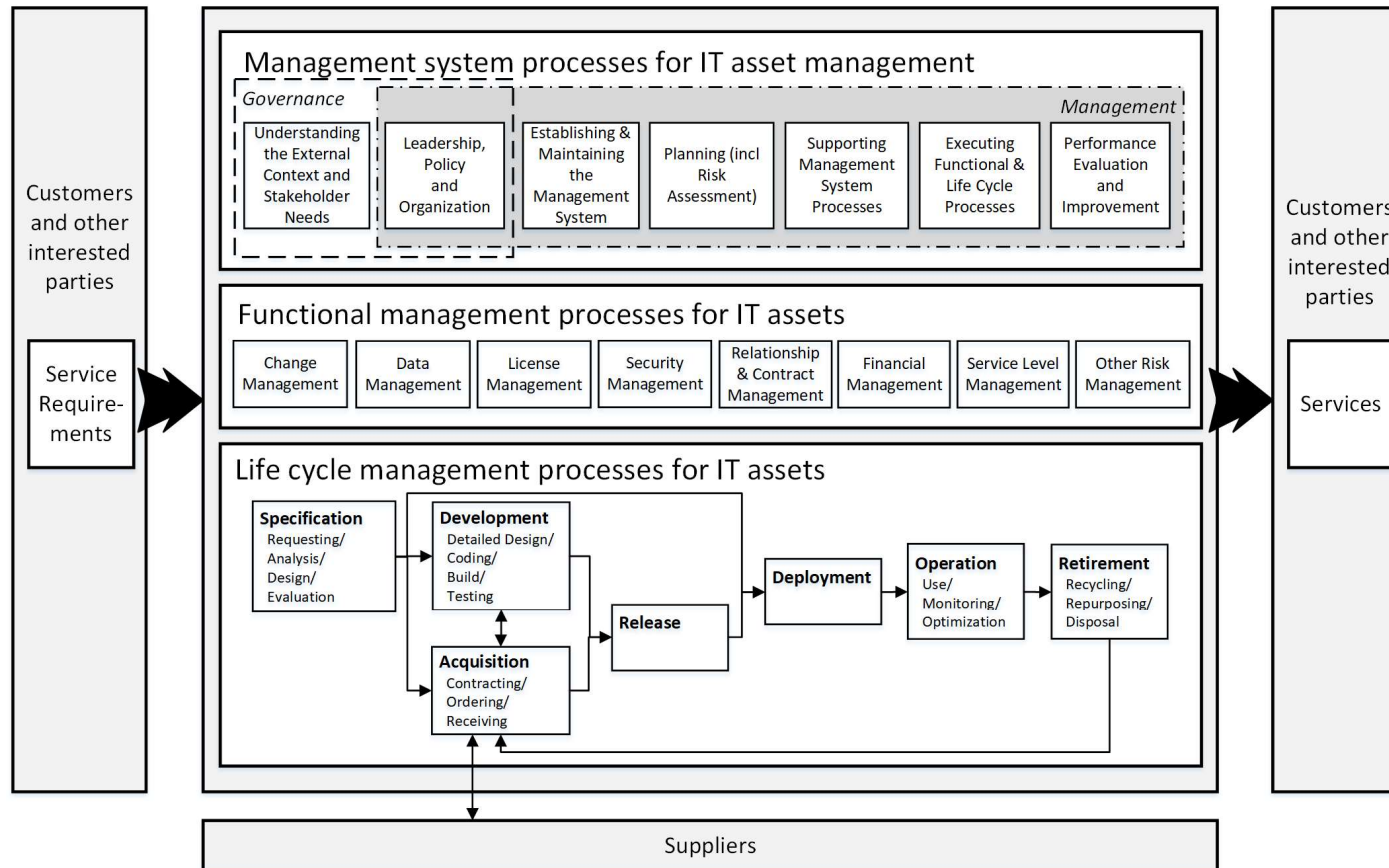 Customers
and other
interested
parties
Service
Require-
ments
Management system processes for IT asset management
Governance
Management
Understanding
the External
Context and
Stakeholder
Needs
Leadership,
Policy
and
Organization
Establishing &
Maintaining
the
Management
System
Planning (incl
Risk
Assessment)
Supporting
Management
System
Processes
Executing
Functional &
Life Cycle
Processes
Performance
Evaluation
and
Improvement
Functional management processes for IT assets
Change
Management
Data
Management
License
Management
Security
Management
Relationship
& Contract
Management
Financial
Management
Service Level
Management
Other Risk
Management
Life cycle management processes for IT assets
Specification
Requesting/
Analysis/
Design/
Evaluation
Development
Detailed Design/
Coding/
Build/
Testing
Acquisition
Contracting/
Ordering/
Receiving
Release
Deployment
Operation
Use/
Monitoring/
Optimization
Retirement
Recycling/
Repurposing/
Disposal
Customers
and other
interested
parties
Services
Suppliers